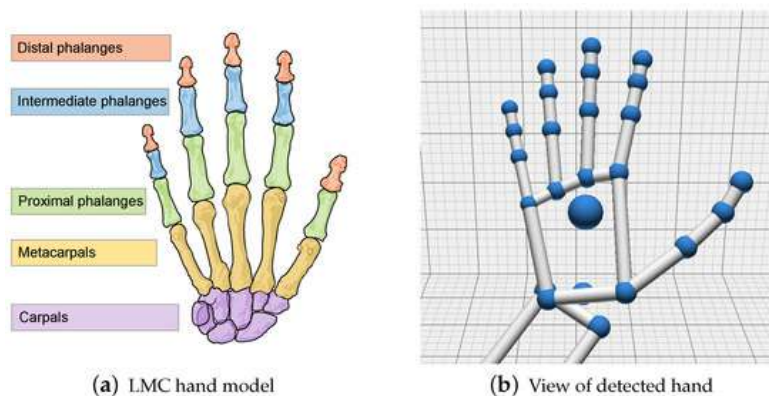 Distal phalanges
Intermediate phalanges
Proximal phalanges
Metacarpals
Carpals
(a) LMC hand model
(b) View of detected hand